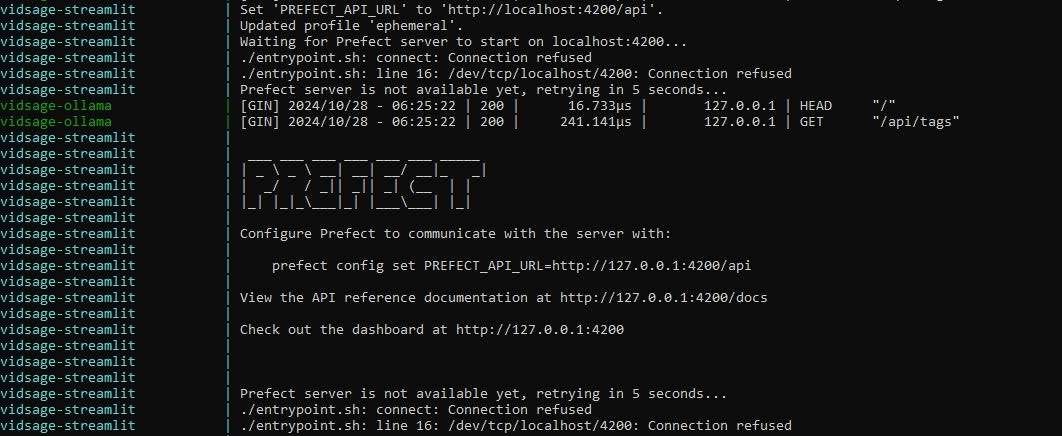 vidsage-streamlit | Set 'PREFECT_API_URL' to 'http://localhost:4200/api'.
vidsage-streamlit | Updated profile 'ephemeral'.
vidsage-streamlit | Waiting for Prefect server to start on localhost:4200...
vidsage-streamlit | ./entrypoint.sh: connect: Connection refused
vidsage-streamlit | ./entrypoint.sh: line 16: /dev/tcp/localhost/4200: Connection refused
vidsage-streamlit | Prefect server is not available yet, retrying in 5 seconds...
vidsage-ollama | [GIN] 2024/10/28 - 06:25:22 | 200 | 16.733µs | 127.0.0.1 | HEAD "/"
vidsage-ollama | [GIN] 2024/10/28 - 06:25:22 | 200 | 241.141µs | 127.0.0.1 | GET "/api/tags"
vidsage-streamlit |
vidsage-streamlit |  ___ ___ ___ ___ ___ ___ _____
vidsage-streamlit | | _ \ _ \ __| __| __/ __|_   _|
vidsage-streamlit | |  _/   / _|| _|| _| (__  | |
vidsage-streamlit | |_| |_|_\___|_| |___\___| |_|
vidsage-streamlit |
vidsage-streamlit | Configure Prefect to communicate with the server with:
vidsage-streamlit |
vidsage-streamlit |     prefect config set PREFECT_API_URL=http://127.0.0.1:4200/api
vidsage-streamlit |
vidsage-streamlit | View the API reference documentation at http://127.0.0.1:4200/docs
vidsage-streamlit |
vidsage-streamlit | Check out the dashboard at http://127.0.0.1:4200
vidsage-streamlit |
vidsage-streamlit |
vidsage-streamlit |
vidsage-streamlit | Prefect server is not available yet, retrying in 5 seconds...
vidsage-streamlit | ./entrypoint.sh: connect: Connection refused
vidsage-streamlit | ./entrypoint.sh: line 16: /dev/tcp/localhost/4200: Connection refused